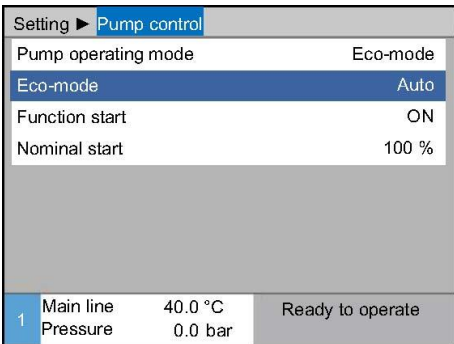 Setting ► Pump control
Pump operating mode Eco-mode
Eco-mode Auto
Function start ON
Nominal start 100 %
1 Main line 40.0 °C Ready to operate
Pressure 0.0 bar